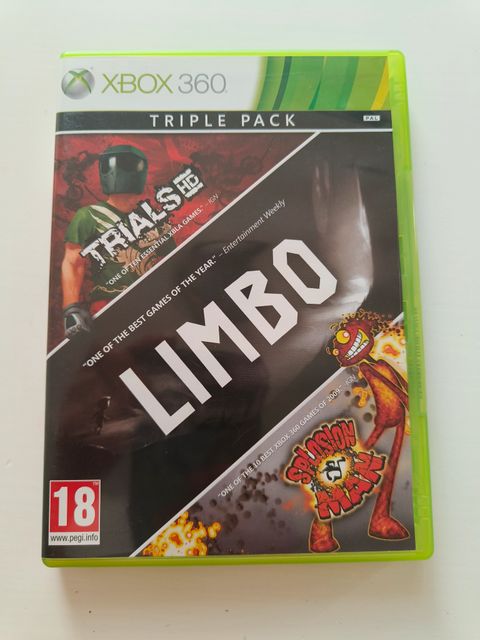 XBOX 360
TRIPLE PACK
PAL
TRIALS HD
"ONE OF TEN ESSENTIAL XBLA GAMES." – IGN
"ONE OF THE BEST GAMES OF THE YEAR." – Entertainment Weekly
LIMBO
"ONE OF THE 10 BEST XBOX 360 GAMES OF 2009." – IGN
'SPLOSION
MAN
18
www.pegi.info